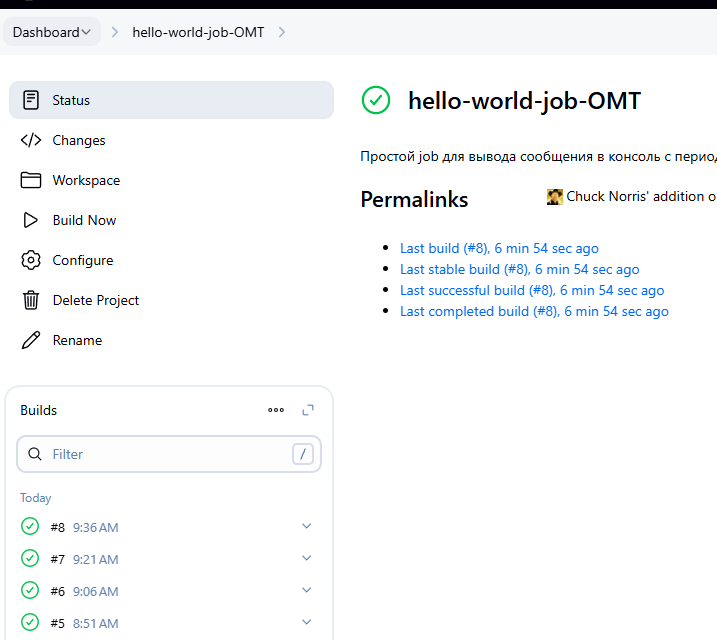 Dashboard
hello-world-job-OMT
Status
Changes
Workspace
Build Now
Configure
Delete Project
Rename
Builds
Filter
/
Today
#8 9:36 AM
#7 9:21 AM
#6 9:06 AM
#5 8:51 AM
hello-world-job-OMT
Простой job для вывода сообщения в консоль с
Permalinks
Chuck Norris' addition
Last build (#8), 6 min 54 sec ago
Last stable build (#8), 6 min 54 sec ago
Last successful build (#8), 6 min 54 sec ago
Last completed build (#8), 6 min 54 sec ago